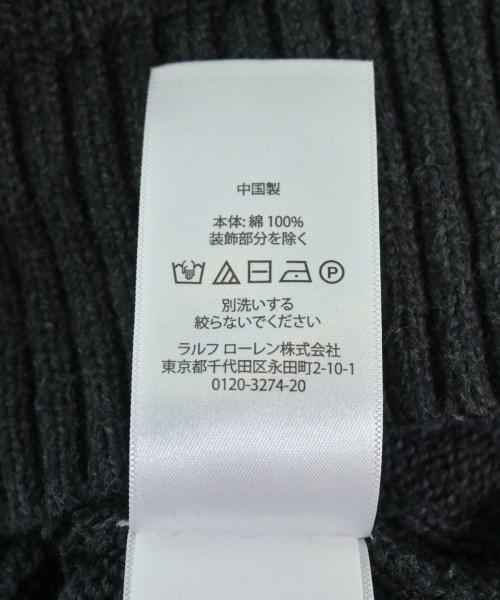 中国製
本体: 綿 100%
装飾部分を除く
P
別洗いする
絞らないでください
ラルフ ローレン株式会社
東京都千代田区永田町2-10-1
0120-3274-20